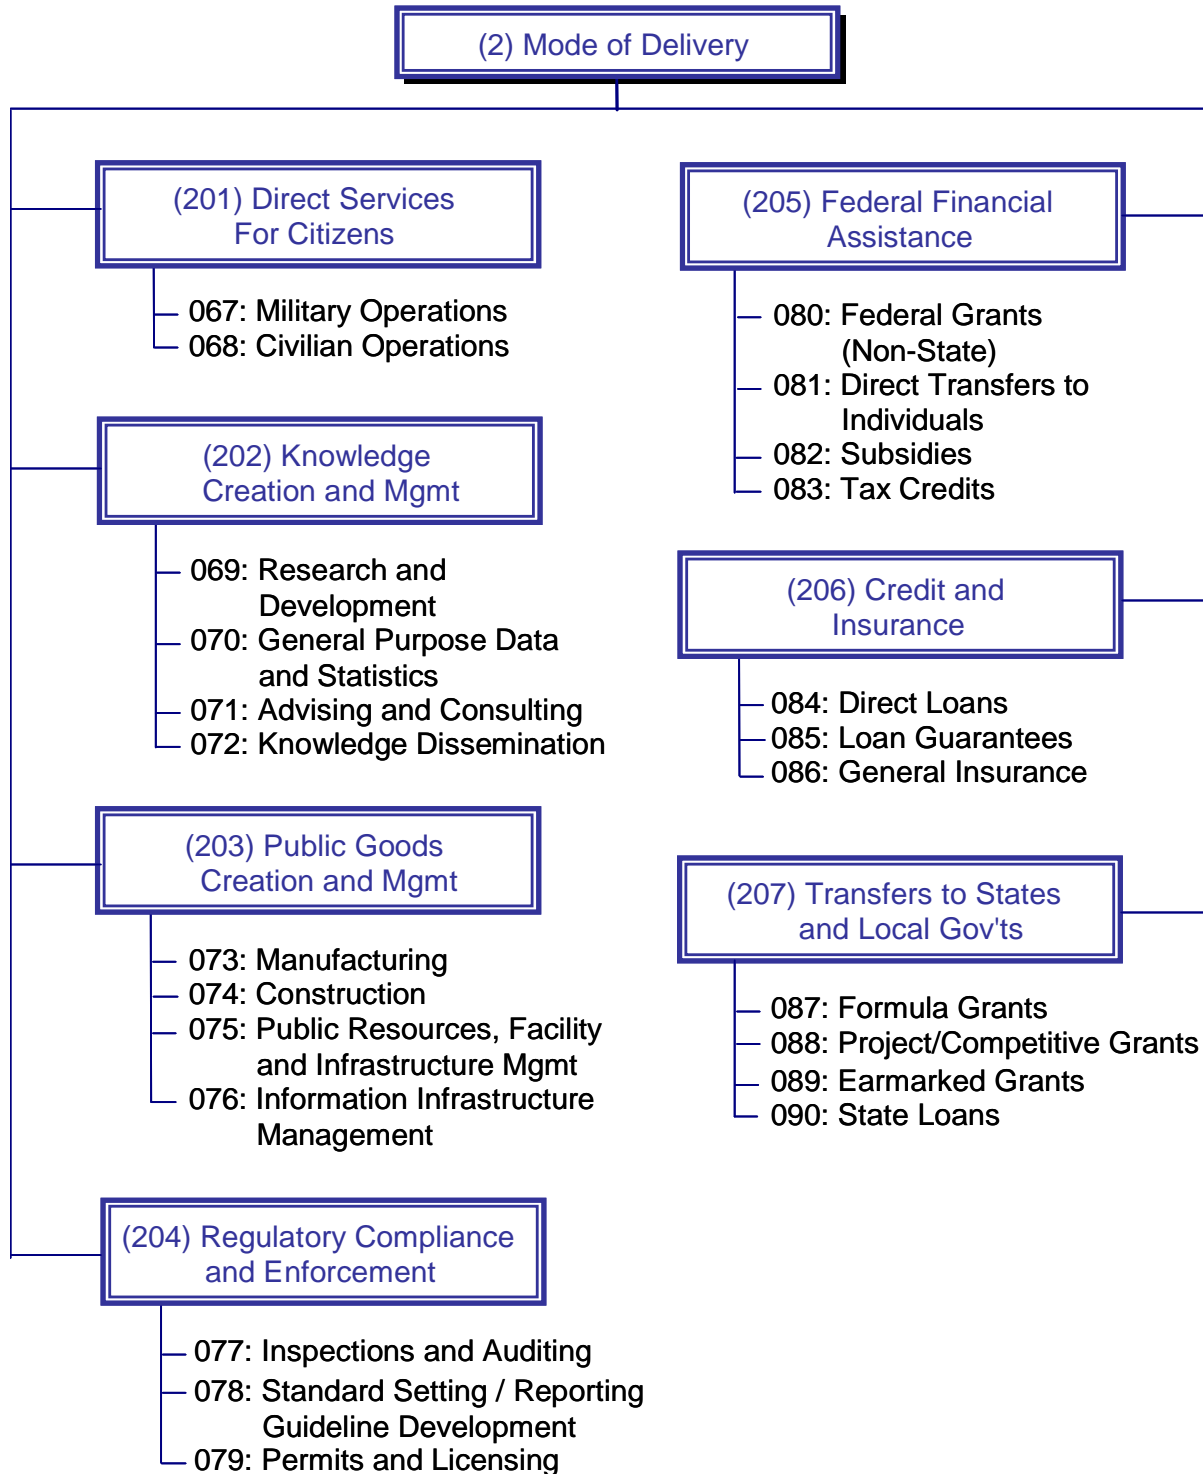 (2) Mode of Delivery
(201) Direct Services
For Citizens
067: Military Operations
068: Civilian Operations
(202) Knowledge
Creation and Mgmt
069: Research and
Development
070: General Purpose Data
and Statistics
071: Advising and Consulting
072: Knowledge Dissemination
(203) Public Goods
Creation and Mgmt
073: Manufacturing
074: Construction
075: Public Resources, Facility
and Infrastructure Mgmt
076: Information Infrastructure
Management
(204) Regulatory Compliance
and Enforcement
077: Inspections and Auditing
078: Standard Setting / Reporting
Guideline Development
079: Permits and Licensing
(205) Federal Financial
Assistance
080: Federal Grants
(Non-State)
081: Direct Transfers to
Individuals
082: Subsidies
083: Tax Credits
(206) Credit and
Insurance
084: Direct Loans
085: Loan Guarantees
086: General Insurance
(207) Transfers to States
and Local Gov'ts
087: Formula Grants
088: Project/Competitive Grants
089: Earmarked Grants
090: State Loans